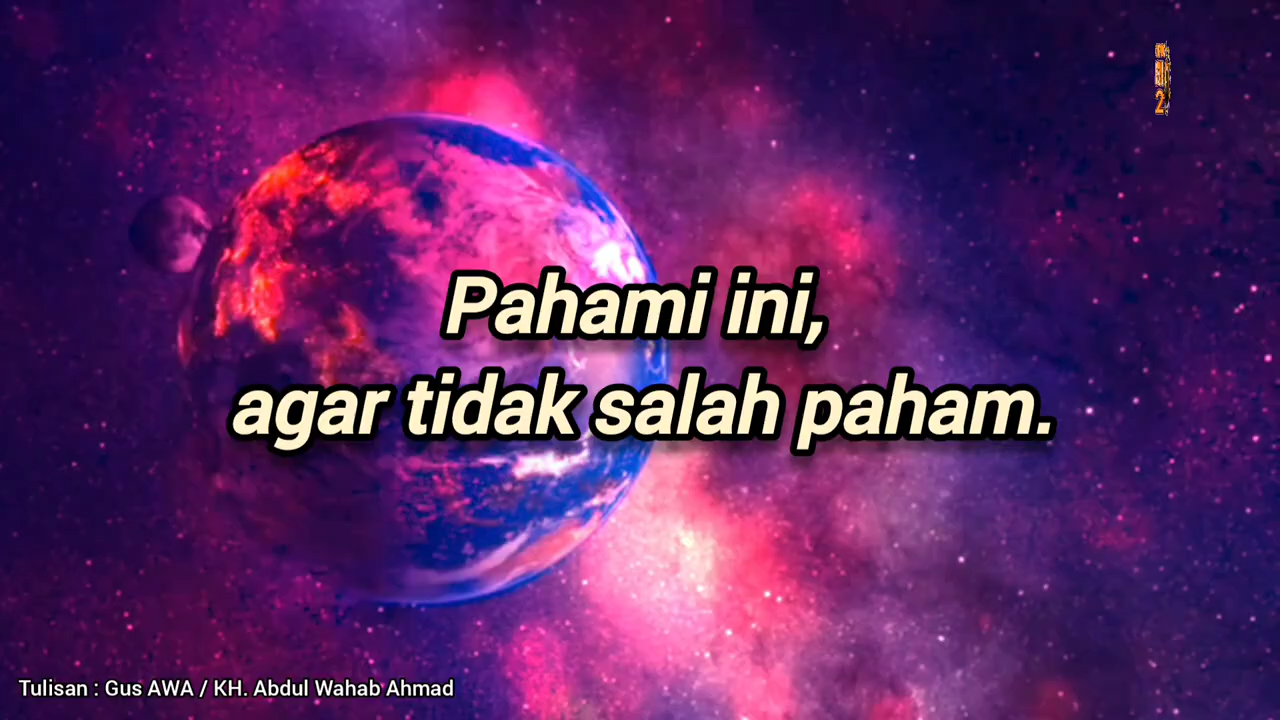 Pahami ini,
agar tidak salah paham.
Tulisan : Gus AWA / KH. Abdul Wahab Ahmad